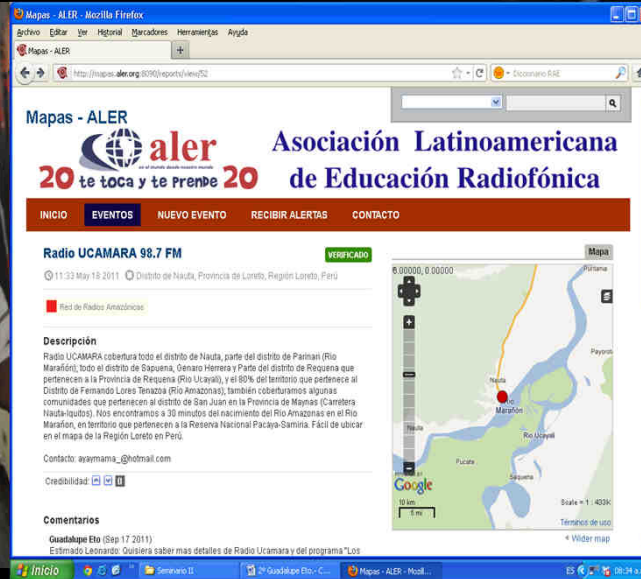 Mapas - ALER - Mozilla Firefox
Archivo Editar Ver Historial Marcadores Herramientas Ayuda
Mapas - ALER
http://mapas.aler.org:8090/reports/view/52
Diccionario RAE
Mapas - ALER
aler
20 te toca y te Prende 20
Asociación Latinoamericana
de Educación Radiofónica
INICIO EVENTOS NUEVO EVENTO RECIBIR ALERTAS CONTACTO
Radio UCAMARA 98.7 FM
VERIFICADO
11:33 May 18 2011 Distrito de Nauta, Provincia de Loreto, Región Loreto, Perú
Red de Radios Amazónicas
Descripción
Radio UCAMARA cobertura todo el distrito de Nauta, parte del distrito de Parinari (Rio
Marañón); todo el distrito de Sapuena, Genaro Herrera y Parte del distrito de Requena que
pertenecen a la Provincia de Requena (Rio Ucayali), y el 80% del territorio que pertenece al
Distrito de Fernando Lores Tenazoa (Rio Amazonas), también coberturamos algunas
comunidades que pertenecen al distrito de San Juan en la Provincia de Maynas (Carretera
Nauta-Iquitos). Nos encontramos a 30 minutos del nacimiento del Rio Amazonas en el Rio
Marañon, en territorio que pertenecen a la Reserva Nacional Pacaya-Samiria. Fácil de ubicar
en el mapa de la Región Loreto en Perú.
Contacto: ayaymama_@hotmail.com
Credibilidad: 0
Comentarios
Guadalupe Eto (Sep 17 2011)
Estimado Leonardo: Quisiera saber mas detalles de Radio Ucamara y del programa "Los
Mapa
0.00000, 0.00000
Puritama
Nauta
Rio
Marañón
Nauta
Rio Ucayali
Pucate
Saquena
Google
10 km
5 mi
Scale = 1 : 433K
Términos de uso
Wider map
Inicio
Seminario II
2º Guadalupe Eto.- C...
Mapas - ALER - Mozill...
ES
08:34 a.